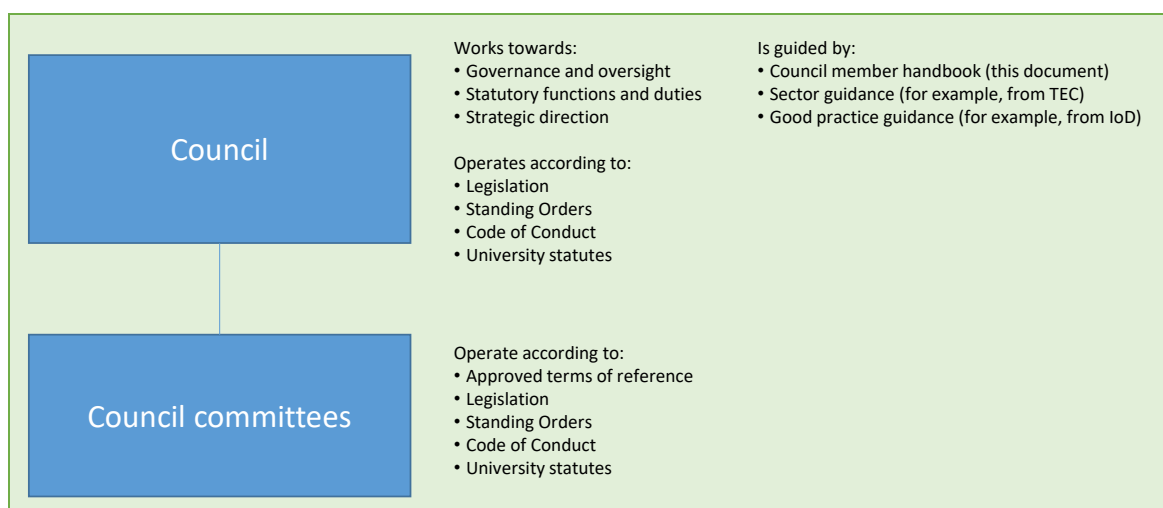 Council
Works towards:
• Governance and oversight
• Statutory functions and duties
• Strategic direction
Operates according to:
• Legislation
• Standing Orders
• Code of Conduct
• University statutes
Is guided by:
• Council member handbook (this document)
• Sector guidance (for example, from TEC)
• Good practice guidance (for example, from IoD)
Council committees
Operate according to:
• Approved terms of reference
• Legislation
• Standing Orders
• Code of Conduct
• University statutes